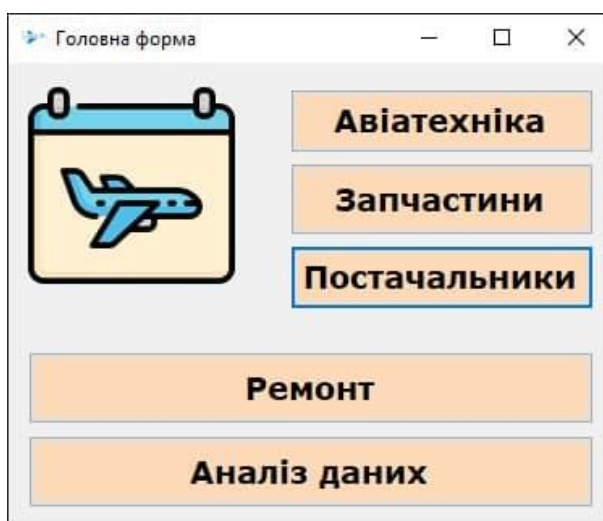 Головна форма
Авіатехніка
Запчастини
Постачальники
Ремонт
Аналіз даних